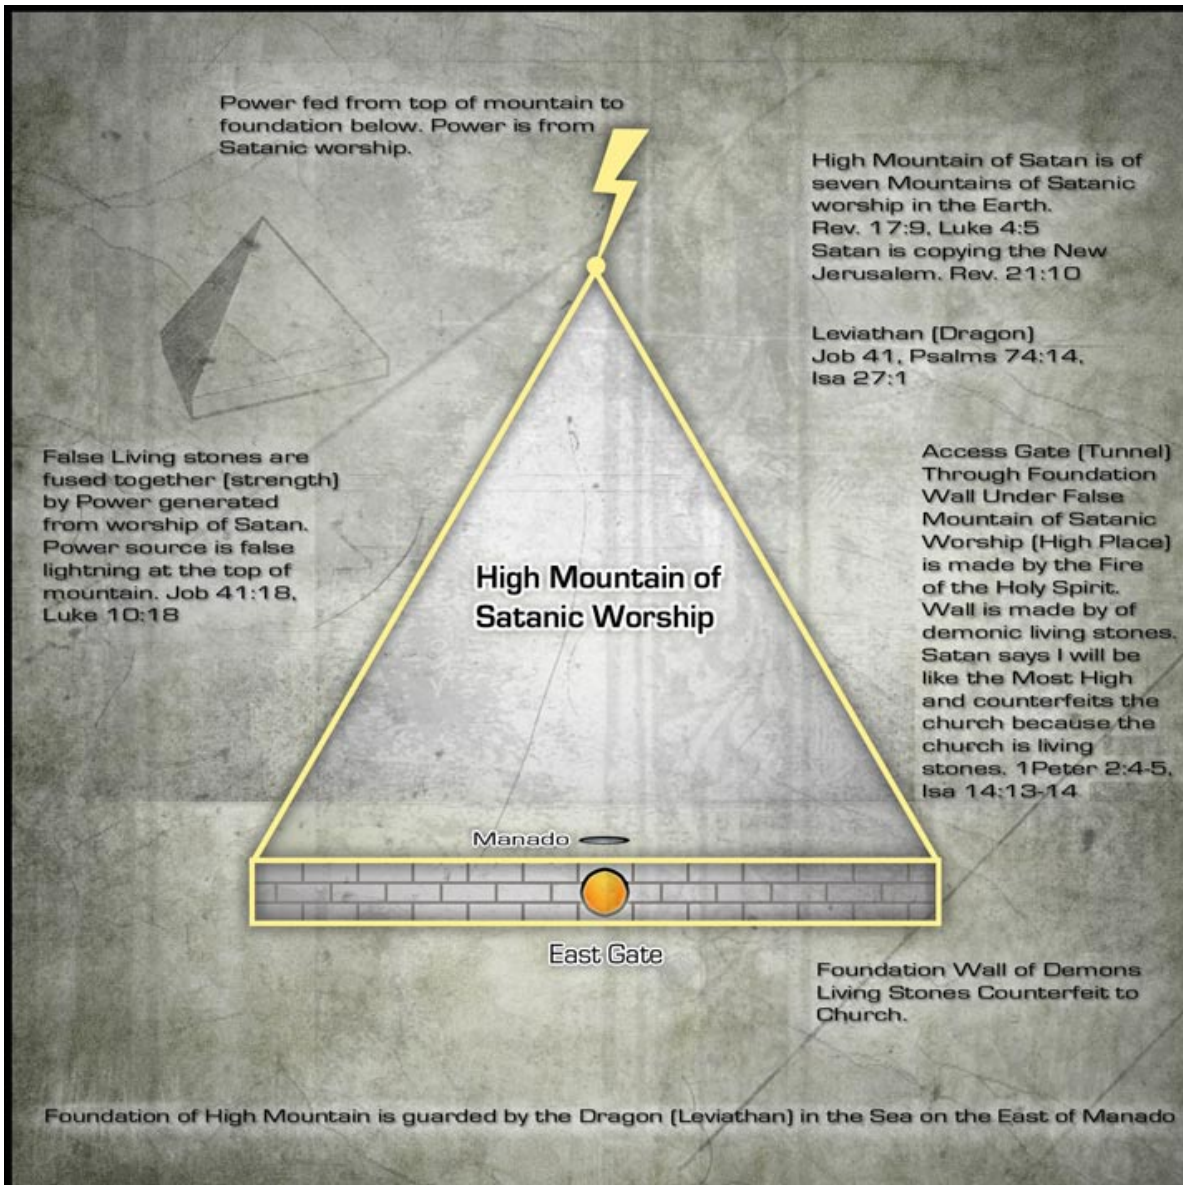 Power fed from top of mountain to
foundation below. Power is from
Satanic worship.
High Mountain of Satan is of
seven Mountains of Satanic
worship in the Earth.
Rev. 17:9, Luke 4:5
Satan is copying the New
Jerusalem. Rev. 21:10
Leviathan (Dragon)
Job 41, Psalms 74:14,
Isa 27:1
False Living stones are
fused together (strength)
by Power generated
from worship of Satan.
Power source is false
lightning at the top of
mountain. Job 41:18,
Luke 10:18
Access Gate (Tunnel)
Through Foundation
Wall Under False
Mountain of Satanic
Worship (High Place)
is made by the Fire
of the Holy Spirit.
Wall is made by of
demonic living stones.
Satan says I will be
like the Most High
and counterfeits the
church because the
church is living
stones. 1Peter 2:4-5,
Isa 14:13-14
High Mountain of
Satanic Worship
Manado
East Gate
Foundation Wall of Demons
Living Stones Counterfeit to
Church.
Foundation of High Mountain is guarded by the Dragon (Leviathan) in the Sea on the East of Manado